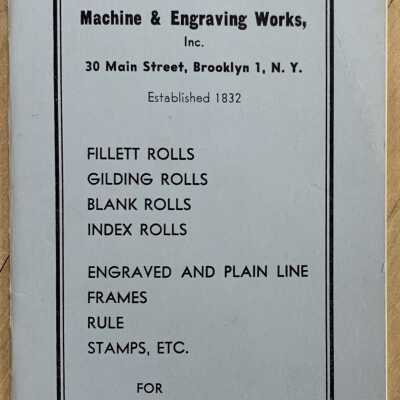 Machine & Engraving Works,
Inc.
30 Main Street, Brooklyn 1, N. Y.
Established 1832
FILLETT ROLLS
GILDING ROLLS
BLANK ROLLS
INDEX ROLLS
ENGRAVED AND PLAIN LINE
FRAMES
RULE
STAMPS, ETC.
FOR